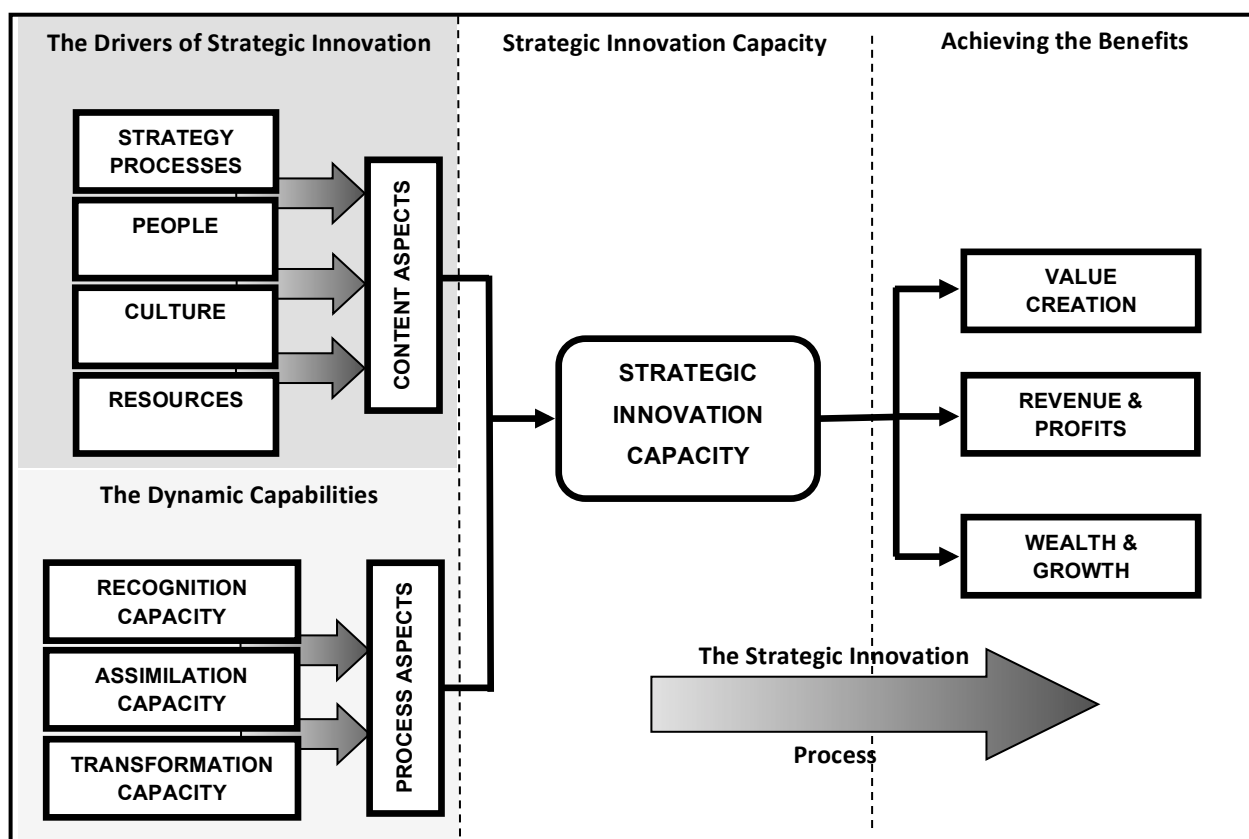 The Drivers of Strategic Innovation
STRATEGY
PROCESSES
PEOPLE
CULTURE
RESOURCES
CONTENT ASPECTS
The Dynamic Capabilities
RECOGNITION
CAPACITY
ASSIMILATION
CAPACITY
TRANSFORMATION
CAPACITY
PROCESS ASPECTS
Strategic Innovation Capacity
STRATEGIC
INNOVATION
CAPACITY
Achieving the Benefits
VALUE
CREATION
REVENUE &
PROFITS
WEALTH &
GROWTH
The Strategic Innovation
Process